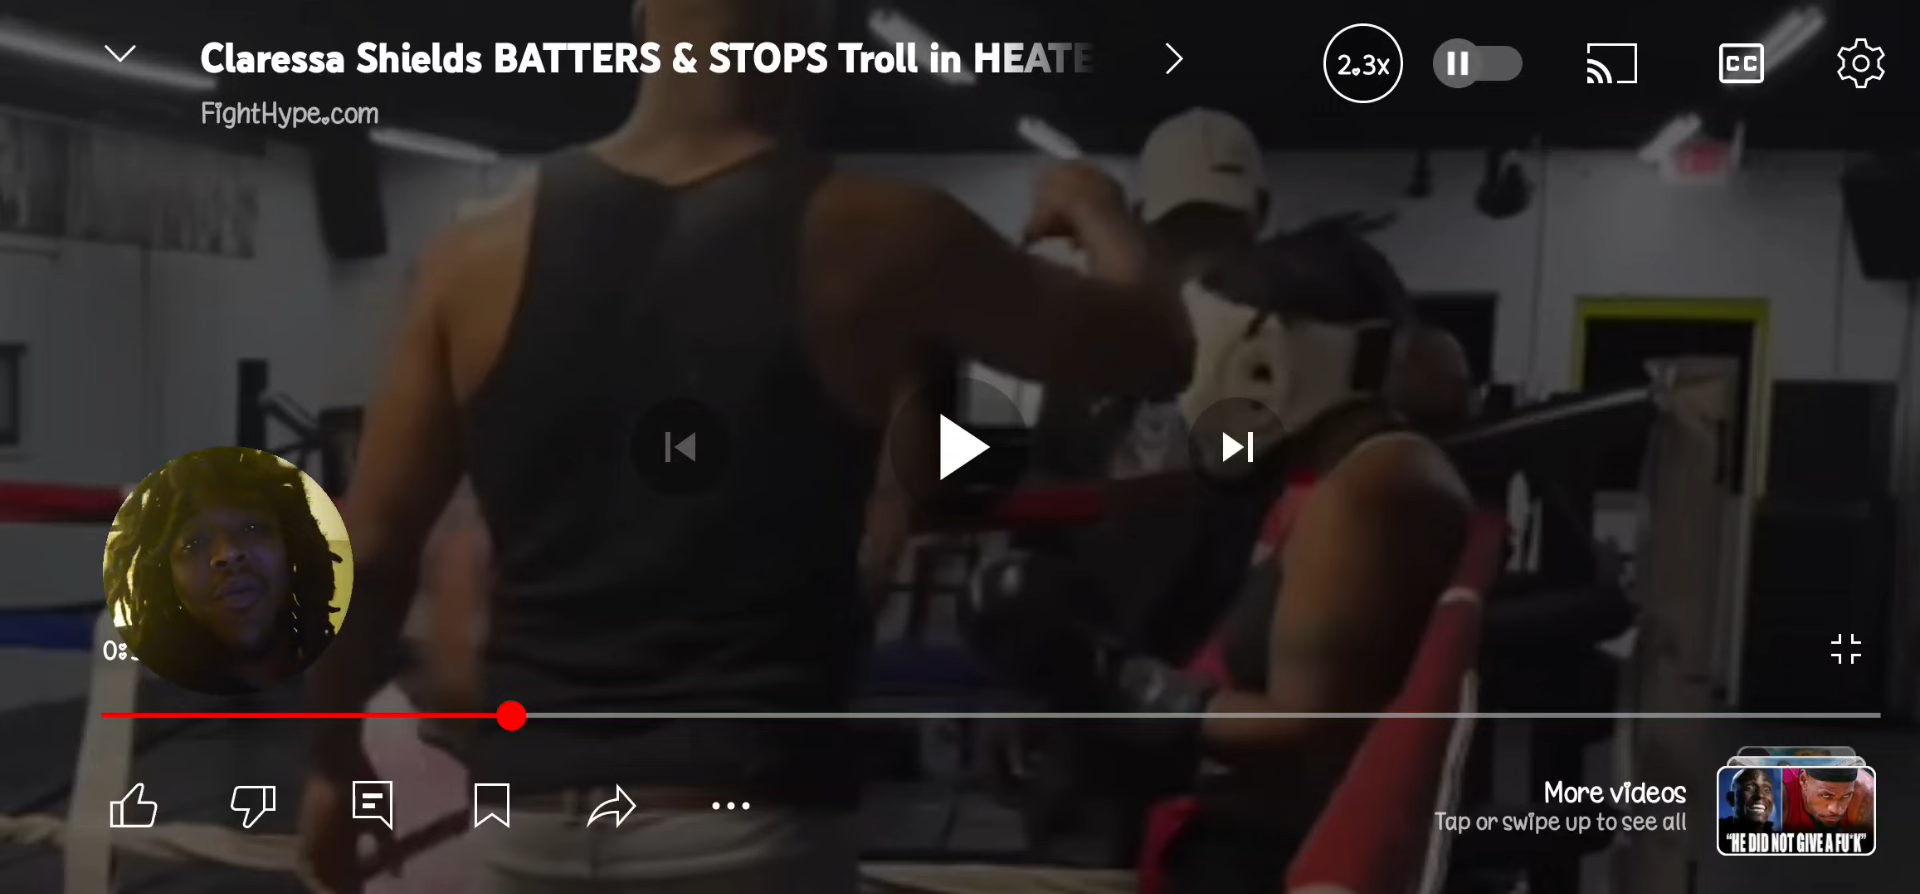 Claressa Shields BATTERS & STOPS Troll in HEATE
FightHype.com
2.3x
CC
More videos
Tap or swipe up to see all
"HE DID NOT GIVE A FU*K"